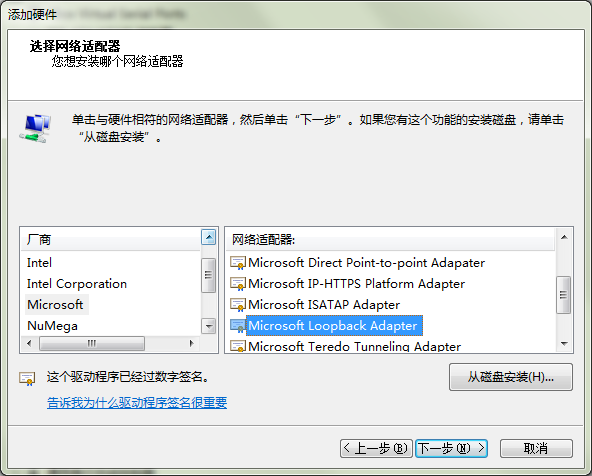 添加硬件
选择网络适配器
您想安装哪个网络适配器
单击与硬件相符的网络适配器，然后单击“下一步”。如果您有这个功能的安装磁盘，请单击
“从磁盘安装”。
厂商
Intel
Intel Corporation
Microsoft
NuMega
网络适配器:
Microsoft Direct Point-to-point Adapater
Microsoft IP-HTTPS Platform Adapter
Microsoft ISATAP Adapter
Microsoft Loopback Adapter
Microsoft Teredo Tunneling Adapter
这个驱动程序已经过数字签名。
告诉我为什么驱动程序签名很重要
从磁盘安装(H)...
< 上一步(B)
下一步(N) >
取消